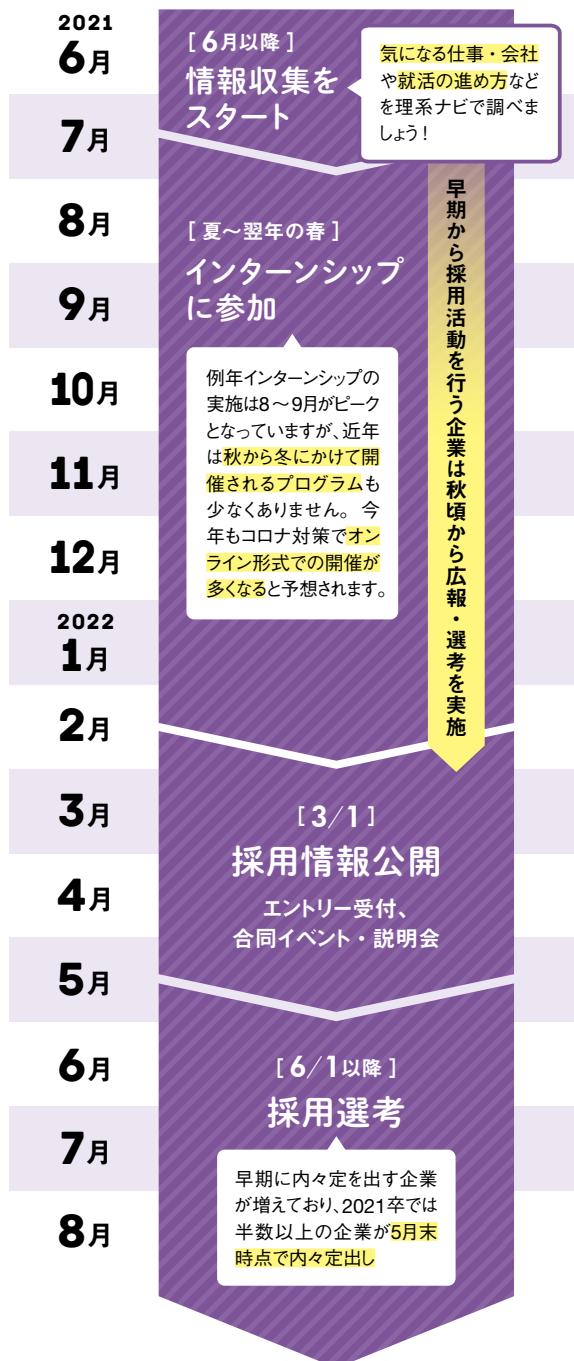 2021
6月
7月
8月
9月
10月
11月
12月
2022
1月
2月
3月
4月
5月
6月
7月
8月
[ 6月以降 ]
情報収集を
スタート
気になる仕事・会社
や就活の進め方など
を理系ナビで調べま
しょう！
早期から採用活動を行う企業は秋頃から広報・選考を実施
[ 夏～翌年の春 ]
インターンシップ
に参加
例年インターンシップの
実施は8～9月がピーク
となっていますが、近年
は秋から冬にかけて開
催されるプログラムも
少なくありません。 今
年もコロナ対策でオン
ライン形式での開催が
多くなると予想されます。
[ 3/1 ]
採用情報公開
エントリー受付、
合同イベント・説明会
[ 6/1以降 ]
採用選考
早期に内々定を出す企業
が増えており、2021卒では
半数以上の企業が5月末
時点で内々定出し